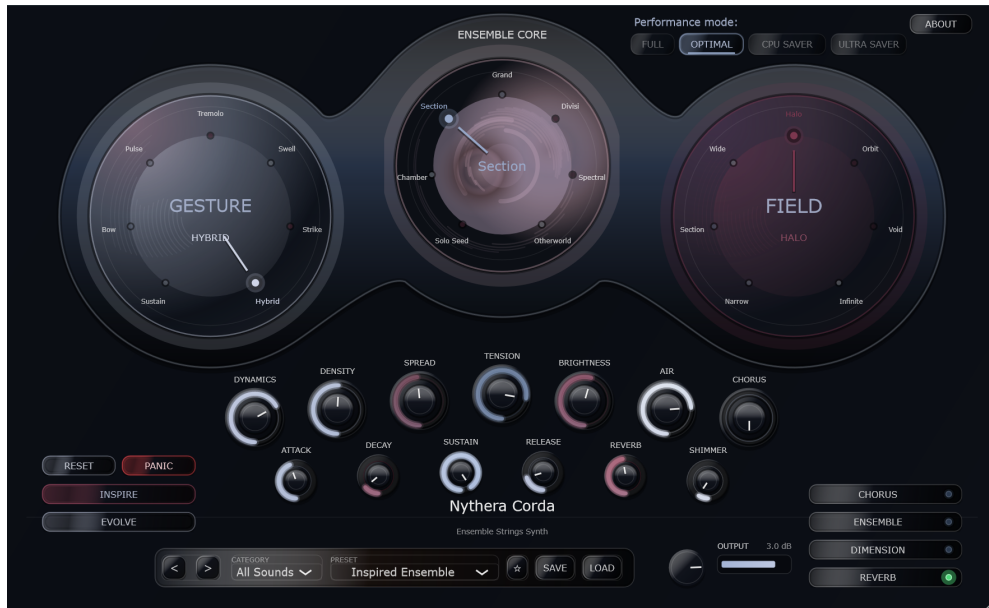 ENSEMBLE CORE
Performance mode:
FULL
OPTIMAL
CPU SAVER
ULTRA SAVER
ABOUT
Tremolo
Pulse
Swell
Bow
Strike
Sustain
Hybrid
GESTURE
HYBRID
Grand
Section
Divisi
Chamber
Spectral
Solo Seed
Otherworld
Section
Halo
Wide
Orbit
Section
Void
Narrow
Infinite
FIELD
HALO
DYNAMICS
DENSITY
SPREAD
TENSION
BRIGHTNESS
AIR
CHORUS
ATTACK
DECAY
SUSTAIN
RELEASE
REVERB
SHIMMER
RESET
PANIC
INSPIRE
EVOLVE
Nythera Corda
Ensemble Strings Synth
<
>
CATEGORY
All Sounds
PRESET
Inspired Ensemble
☆
SAVE
LOAD
OUTPUT
3.0 dB
CHORUS
ENSEMBLE
DIMENSION
REVERB